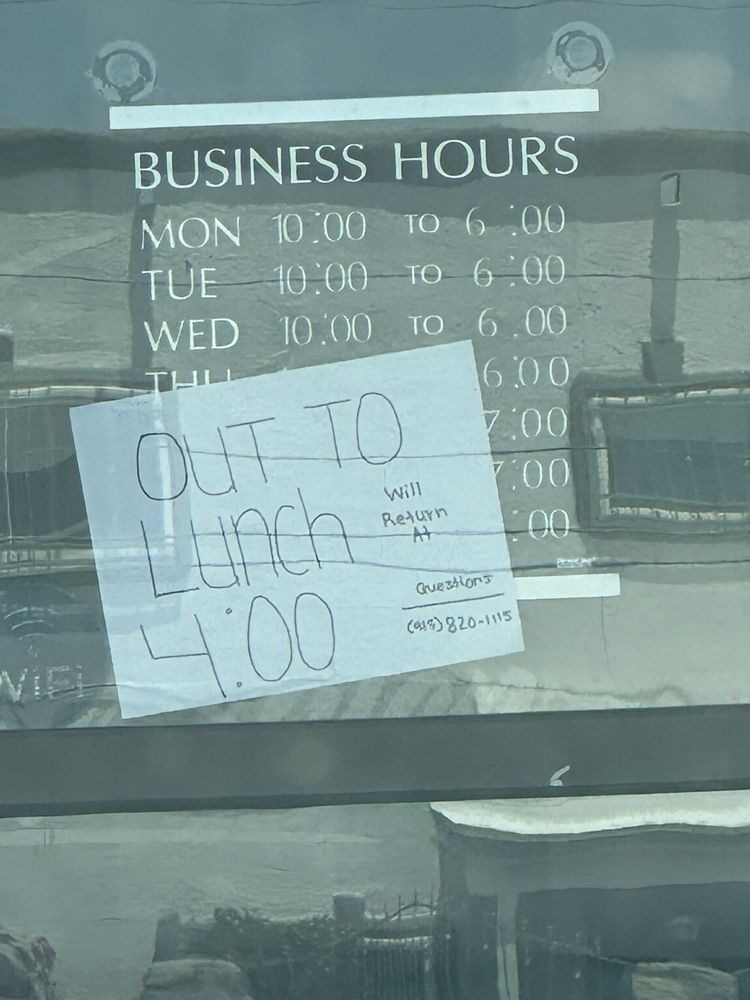 BUSINESS HOURS
MON 10:00 TO 6:00
TUE 10:00 TO 6:00
WED 10:00 TO 6:00
THU 6:00
7:00
7:00
:00
OUT TO
Lunch
4:00
Will
Return
At
Questions
820-1115
WiFi